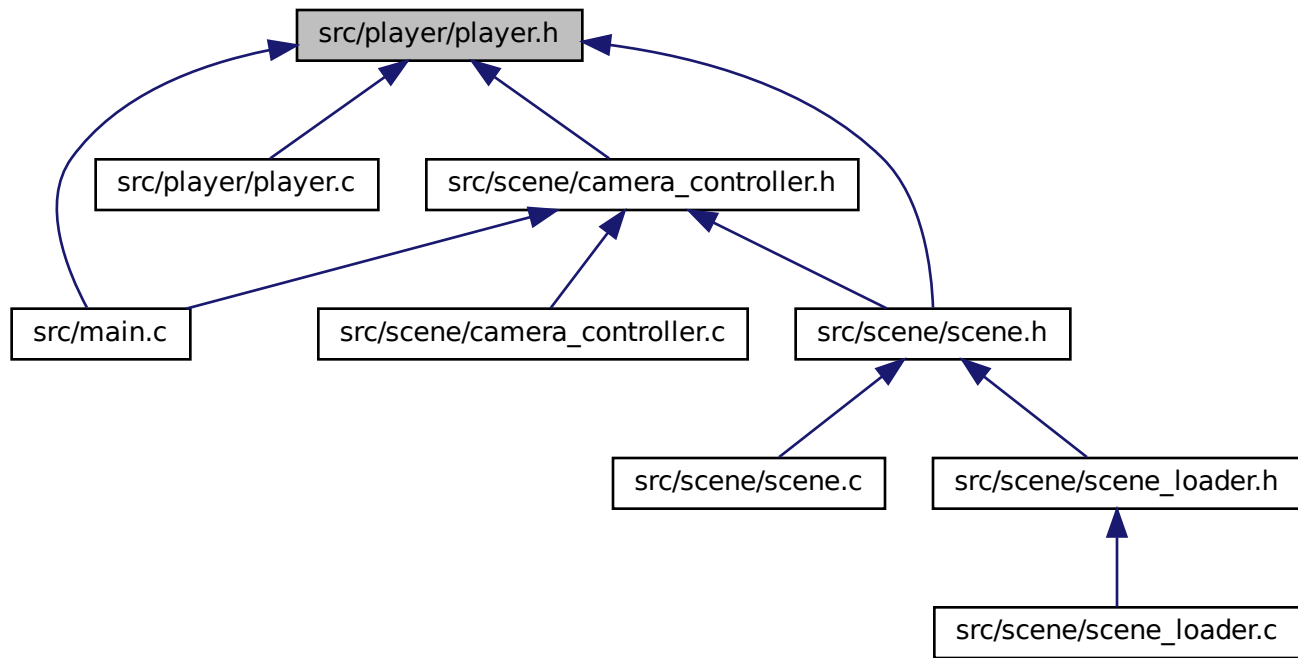 src/player/player.h
src/player/player.c
src/scene/camera_controller.h
src/main.c
src/scene/camera_controller.c
src/scene/scene.h
src/scene/scene.c
src/scene/scene_loader.h
src/scene/scene_loader.c